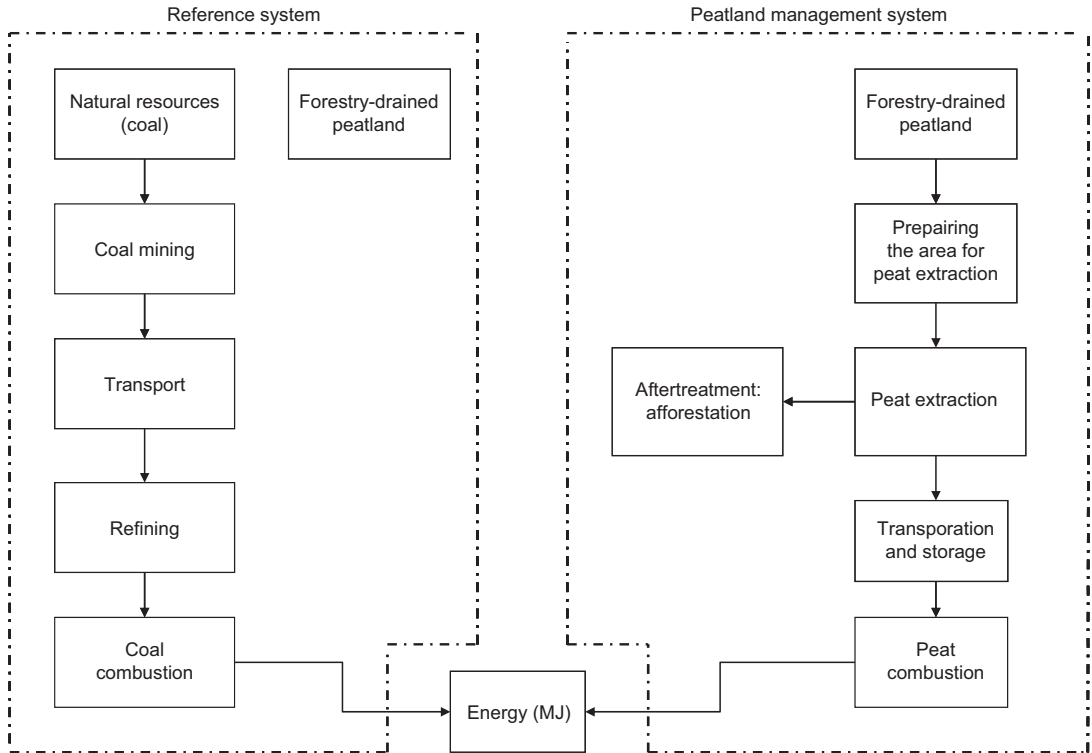 Reference system
Natural resources
(coal)
Forestry-drained
peatland
Coal mining
Transport
Refining
Coal
combustion
Energy (MJ)
Peatland management system
Forestry-drained
peatland
Prepairing
the area for
peat extraction
Peat extraction
Aftertreatment:
afforestation
Transporation
and storage
Peat
combustion